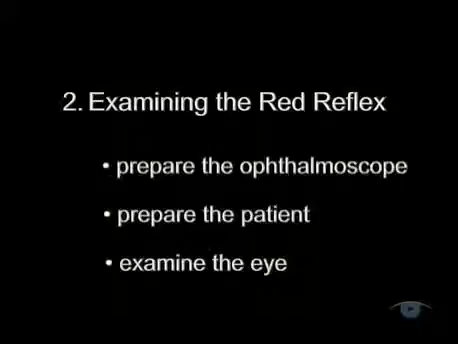 2. Examining the Red Reflex
• prepare the ophthalmoscope
• prepare the patient
• examine the eye